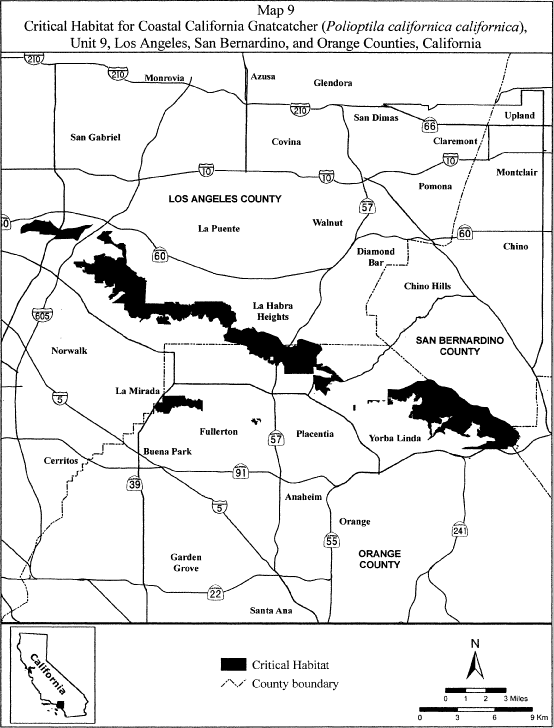 Map 9
Critical Habitat for Coastal California Gnatcatcher (Polioptila californica californica),
Unit 9, Los Angeles, San Bernardino, and Orange Counties, California
210
210
Monrovia
Azusa
Glendora
210
San Dimas
66
Upland
San Gabriel
Covina
Claremont
10
10
10
Montclair
LOS ANGELES COUNTY
Pomona
57
La Puente
Walnut
60
60
60
Chino
Diamond
Bar
Chino Hills
La Habra
Heights
605
SAN BERNARDINO
COUNTY
Norwalk
La Mirada
5
Fullerton
57
Placentia
Yorba Linda
Buena Park
Cerritos
91
39
Anaheim
5
Orange
55
241
ORANGE
COUNTY
Garden
Grove
22
Santa Ana
California
Critical Habitat
County boundary
N
0 1 2 3 Miles
0 3 6 9 Km